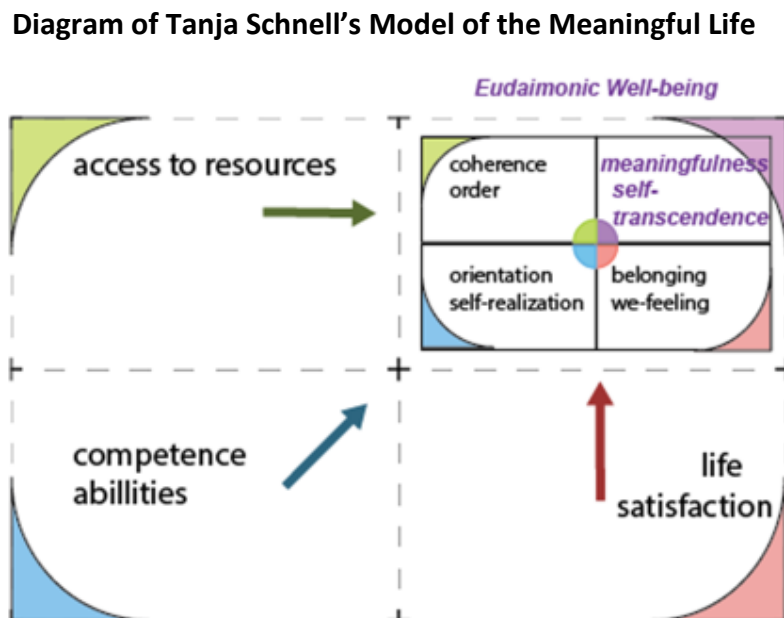 Diagram of Tanja Schnell’s Model of the Meaningful Life
Eudaimonic Well-being
access to resources
coherence
order
meaningfulness
self-
transcendence
orientation
self-realization
belonging
we-feeling
competence
abillities
life
satisfaction